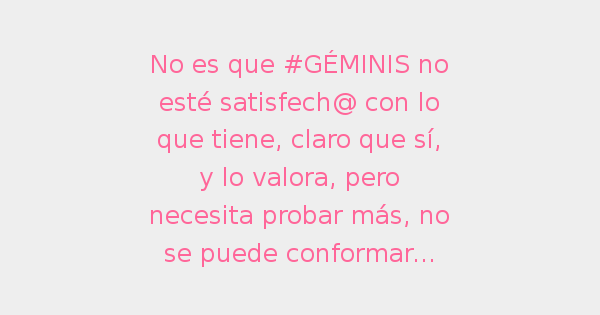 No es que #GÉMINIS no
esté satisfech@ con lo
que tiene, claro que sí,
y lo valora, pero
necesita probar más, no
se puede conformar...